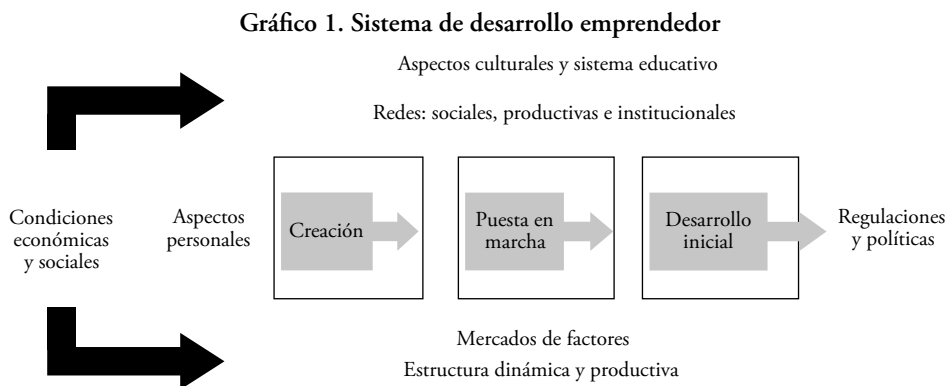 Gráfico 1. Sistema de desarrollo emprendedor
Aspectos culturales y sistema educativo
Redes: sociales, productivas e institucionales
Condiciones
económicas
y sociales
Aspectos
personales
Creación
Puesta en
marcha
Desarrollo
inicial
Regulaciones
y políticas
Mercados de factores
Estructura dinámica y productiva